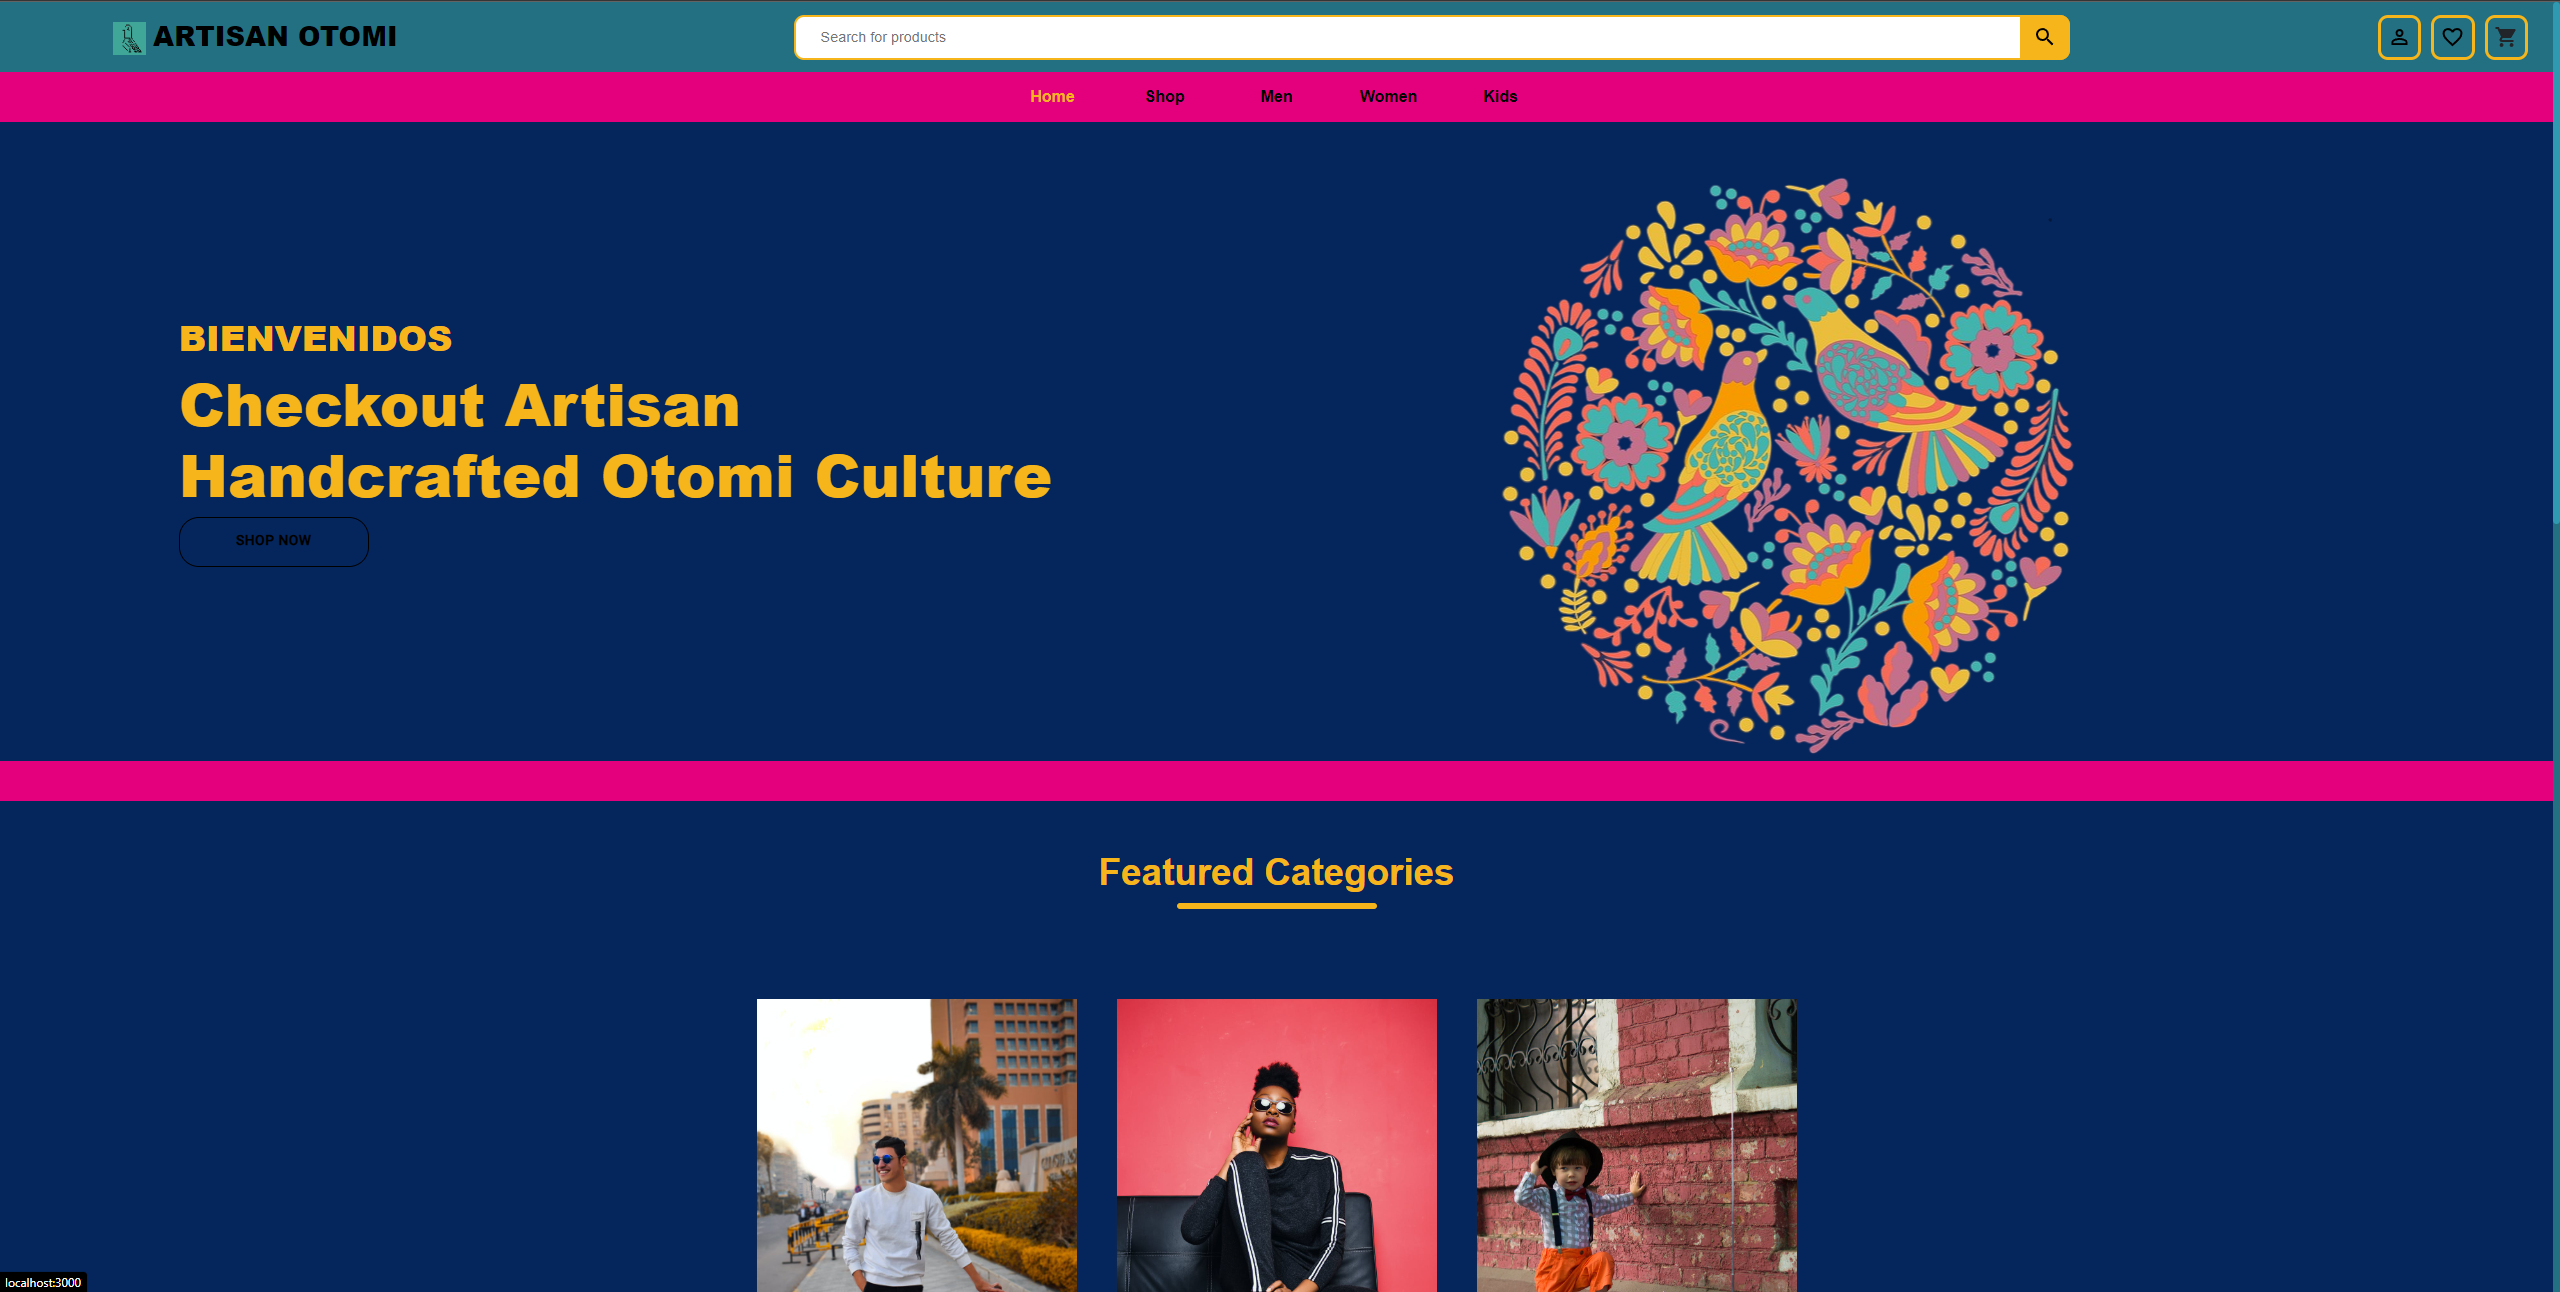 ARTISAN OTOMI
Search for products
Home Shop Men Women Kids
BIENVENIDOS
Checkout Artisan
Handcrafted Otomi Culture
SHOP NOW
Featured Categories
localhost:3000